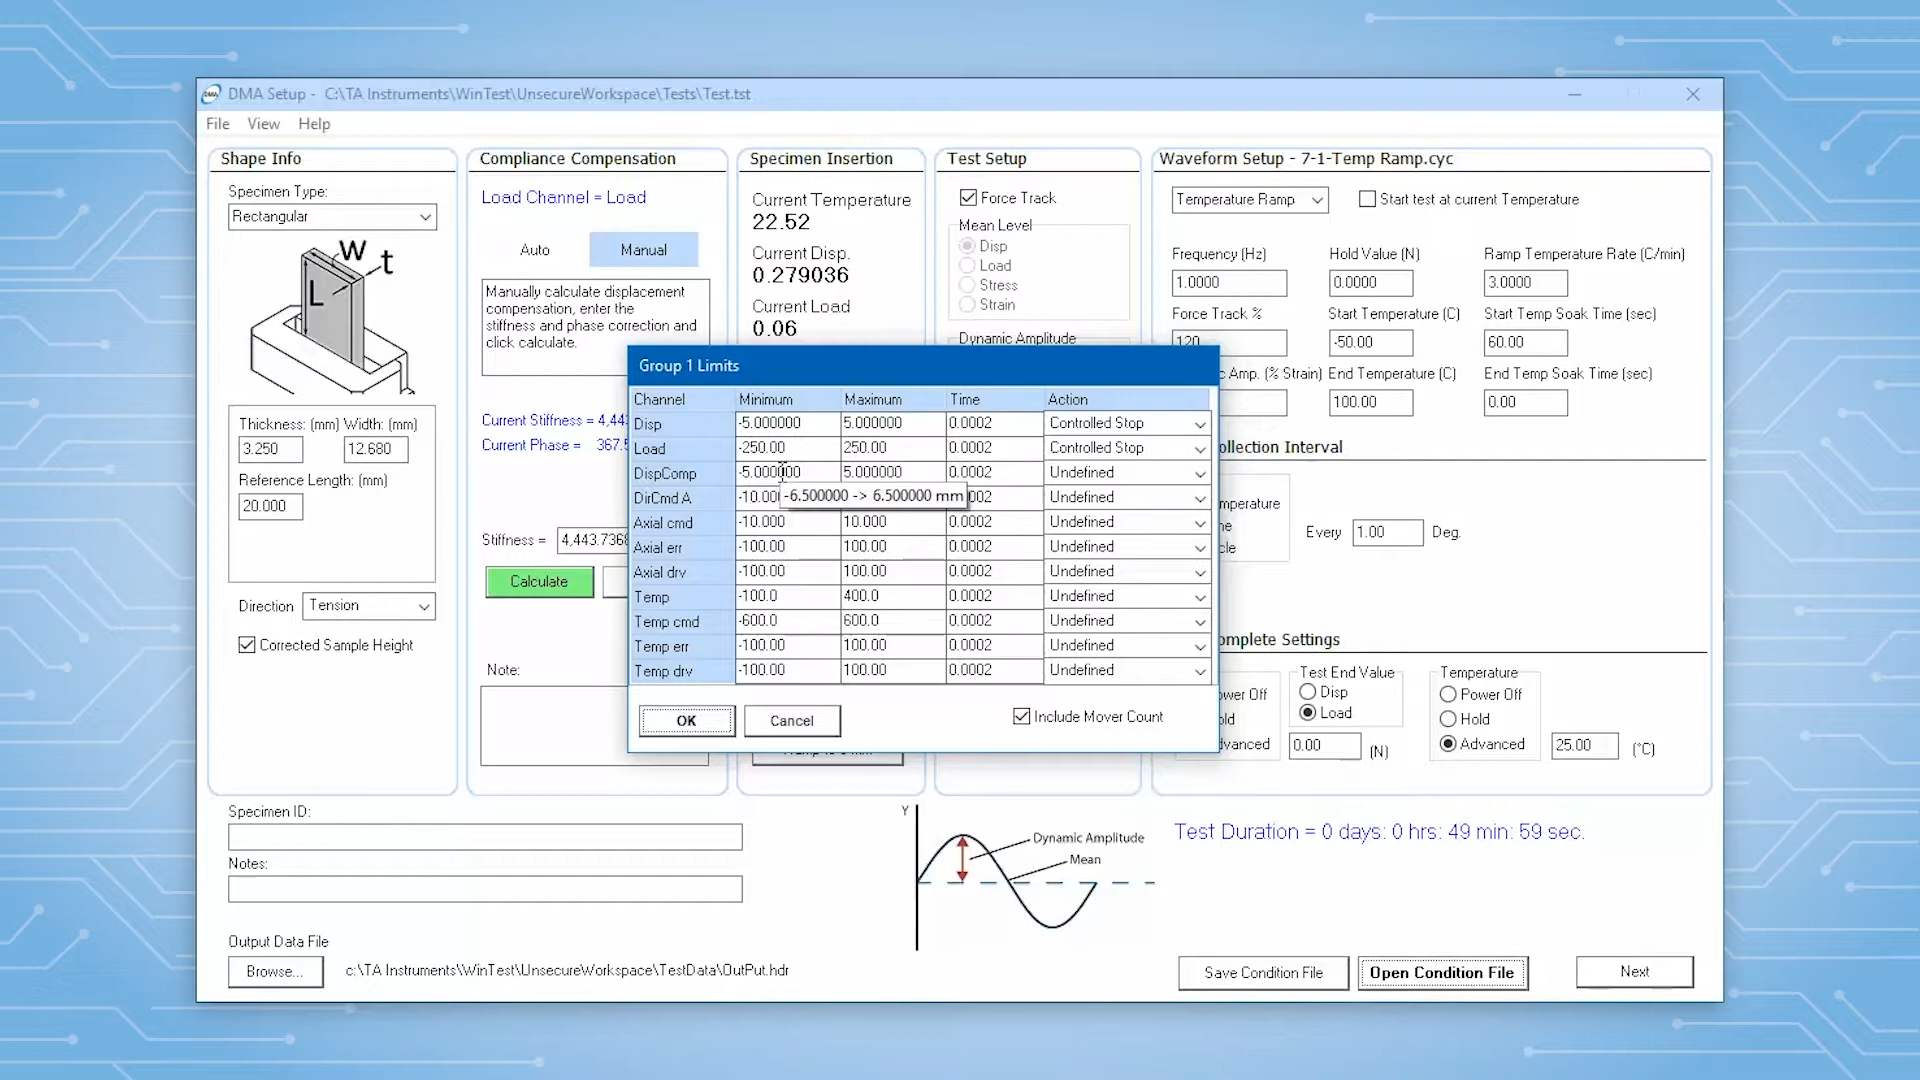 DMA Setup - C:\TA Instruments\WinTest\UnsecureWorkspace\Tests\Test.tst
File View Help
Shape Info
Specimen Type:
Rectangular
W
t
L
Thickness: (mm) Width: (mm)
3.250 12.680
Reference Length: (mm)
20.000
Direction Tension
Corrected Sample Height
Compliance Compensation
Load Channel = Load
Auto Manual
Manually calculate displacement
compensation, enter the
stiffness and phase correction and
click calculate.
Current Stiffness = 4,443
Current Phase = 367.5
Stiffness = 4,443.736
Calculate
Note:
Specimen Insertion
Current Temperature
22.52
Current Disp.
0.279036
Current Load
0.06
Test Setup
Force Track
Mean Level
Disp
Load
Stress
Strain
Dynamic Amplitude
Group 1 Limits
Channel Minimum Maximum Time Action
Disp -5.000000 5.000000 0.0002 Controlled Stop
Load -250.00 250.00 0.0002 Controlled Stop
DispComp -5.000000 5.000000 0.0002 Undefined
DirCmd A -10.00 002 Undefined
-6.500000 -> 6.500000 mm
Axial cmd -10.000 10.000 0.0002 Undefined
Axial err -100.00 100.00 0.0002 Undefined
Axial drv -100.00 100.00 0.0002 Undefined
Temp -100.0 400.0 0.0002 Undefined
Temp cmd -600.0 600.0 0.0002 Undefined
Temp err -100.00 100.00 0.0002 Undefined
Temp drv -100.00 100.00 0.0002 Undefined
OK Cancel Include Mover Count
Waveform Setup - 7-1-Temp Ramp.cyc
Temperature Ramp Start test at current Temperature
Frequency (Hz) Hold Value (N) Ramp Temperature Rate (C/min)
1.0000 0.0000 3.0000
Force Track % Start Temperature (C) Start Temp Soak Time (sec)
120 -50.00 60.00
c Amp. (% Strain) End Temperature (C) End Temp Soak Time (sec)
100.00 0.00
ollection Interval
mperature
ne
cle
Every 1.00 Deg.
omplete Settings
ower Off
old
dvanced
Test End Value
Disp
Load
0.00 (N)
Temperature
Power Off
Hold
Advanced 25.00 (°C)
Specimen ID:
Notes:
Output Data File
Browse... c:\TA Instruments\WinTest\UnsecureWorkspace\TestData\OutPut.hdr
Y
Dynamic Amplitude
Mean
Test Duration = 0 days: 0 hrs: 49 min: 59 sec.
Save Condition File Open Condition File Next